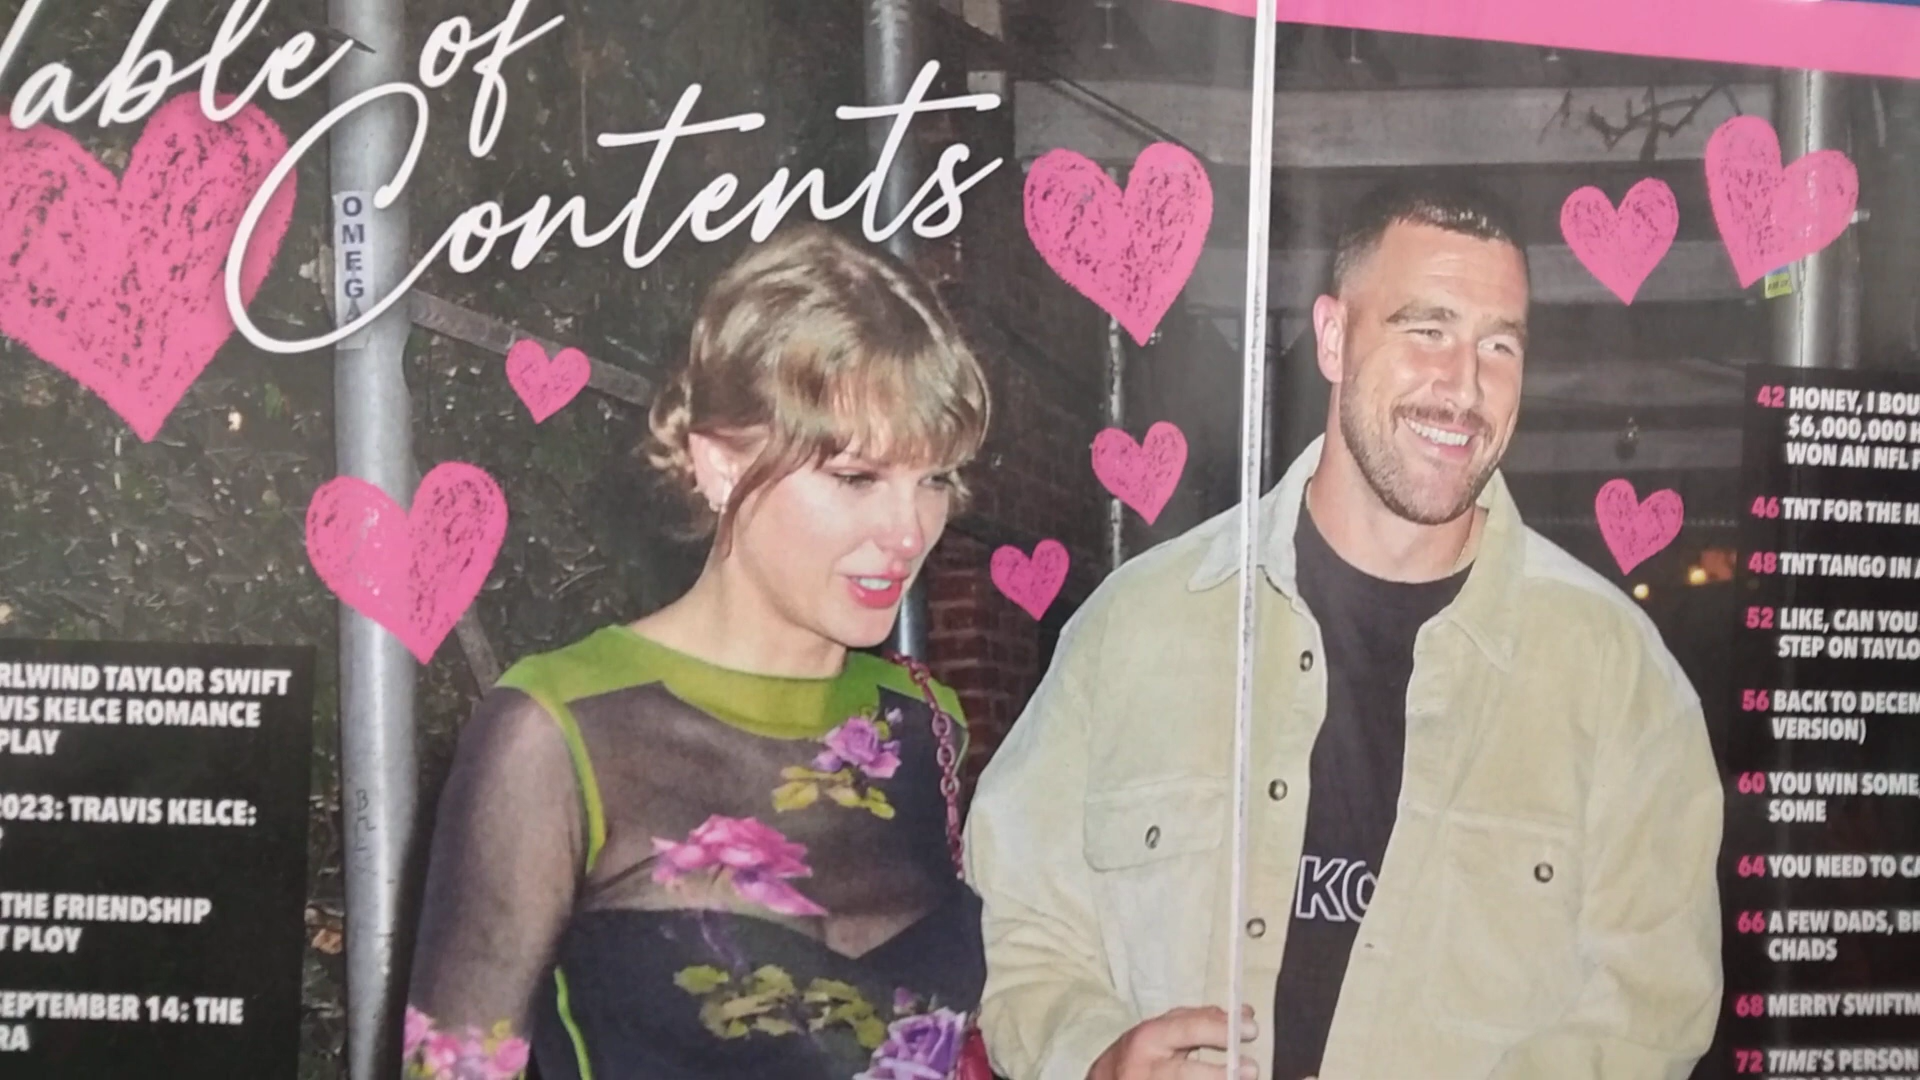 Table of
Contents
OMEGA
RLWIND TAYLOR SWIFT
VIS KELCE ROMANCE
PLAY
2023: TRAVIS KELCE:
THE FRIENDSHIP
T PLOY
SEPTEMBER 14: THE
RA
KC
42 HONEY, I BOU
$6,000,000 H
WON AN NFL
46 TNT FOR THE H
48 TNT TANGO IN A
52 LIKE, CAN YOU
STEP ON TAYLO
56 BACK TO DECEM
VERSION)
60 YOU WIN SOME,
SOME
64 YOU NEED TO CA
66 A FEW DADS, BR
CHADS
68 MERRY SWIFTM
72 TIME'S PERSON